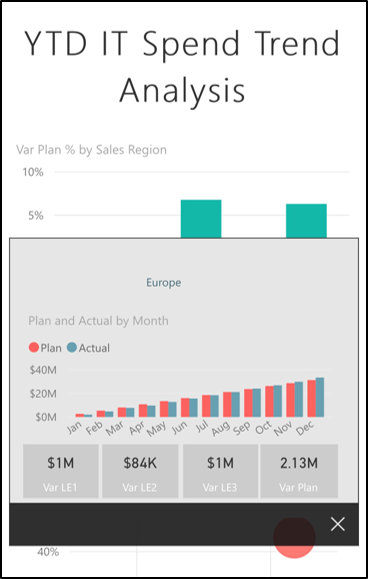 YTD IT Spend Trend
Analysis
Var Plan % by Sales Region
10%
5%
Europe
Plan and Actual by Month
Plan Actual
$40M
$20M
$0M
Jan Feb Mar Apr May Jun Jul Aug Sep Oct Nov Dec
$1M $84K $1M 2.13M
Var LE1 Var LE2 Var LE3 Var Plan
40%